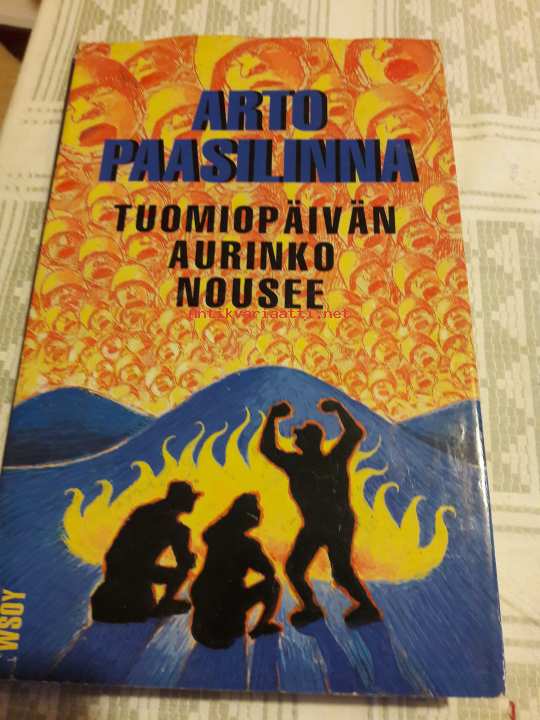 ARTO
PAASILINNA
TUOMIOPÄIVÄN
AURINKO
NOUSEE
Antikvariaatti.net
WSOY